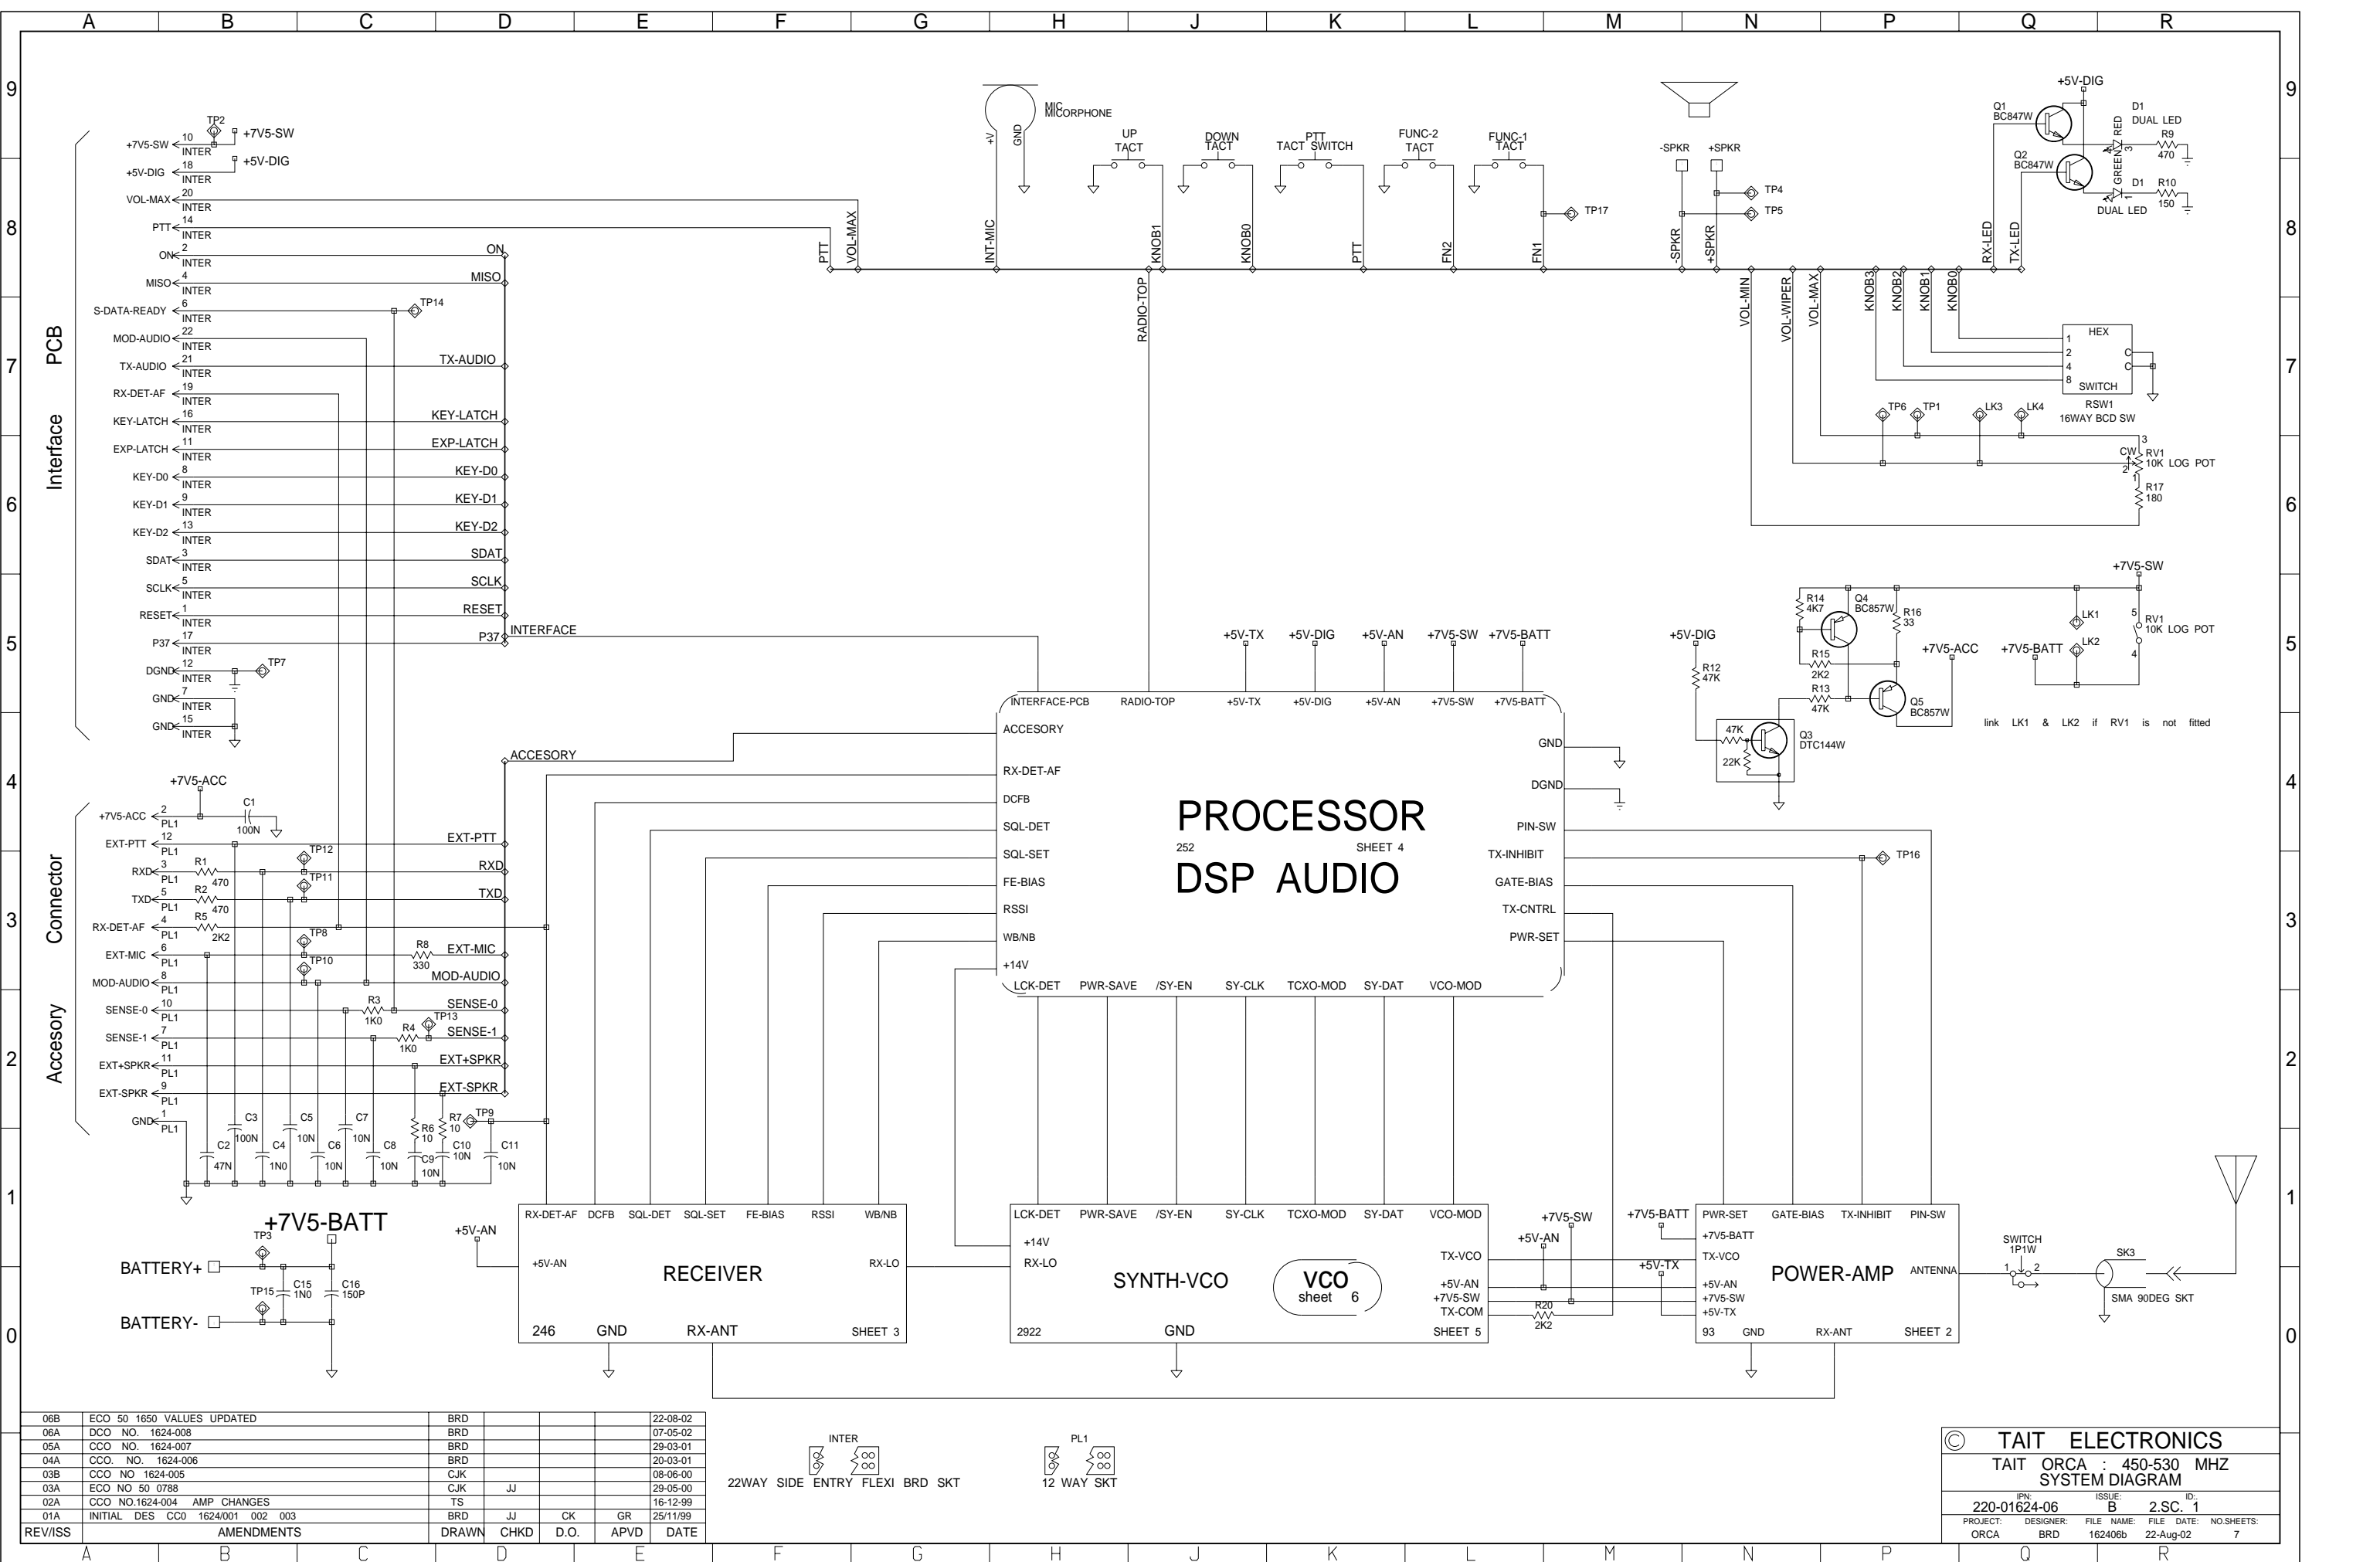 A B C D E F G H J K L M N P Q R
9
8
7
6
5
4
3
2
1
0
Interface PCB
+7V5-SW 10 INTER TP2 +7V5-SW
+5V-DIG 18 INTER +5V-DIG
VOL-MAX 20 INTER
PTT 14 INTER
ON 2 INTER ON
MISO 4 INTER MISO
S-DATA-READY 6 INTER TP14
MOD-AUDIO 22 INTER
TX-AUDIO 21 INTER TX-AUDIO
RX-DET-AF 19 INTER
KEY-LATCH 16 INTER KEY-LATCH
EXP-LATCH 11 INTER EXP-LATCH
KEY-D0 8 INTER KEY-D0
KEY-D1 9 INTER KEY-D1
KEY-D2 13 INTER KEY-D2
SDAT 3 INTER SDAT
SCLK 5 INTER SCLK
RESET 1 INTER RESET
P37 17 INTER P37 INTERFACE
DGND 12 INTER TP7
GND 7 INTER
GND 15 INTER
PTT
VOL-MAX
INT-MIC
+V
GND
MIC
MICORPHONE
UP
TACT
KNOB1
RADIO-TOP
DOWN
TACT
KNOB0
PTT
TACT SWITCH
PTT
FUNC-2
TACT
FN2
FUNC-1
TACT
FN1
TP17
-SPKR +SPKR
TP4
TP5
-SPKR
+SPKR
VOL-MIN
VOL-WIPER
VOL-MAX
KNOB3
KNOB2
KNOB1
KNOB0
RX-LED
TX-LED
+5V-DIG
Q1
BC847W
Q2
BC847W
D1
DUAL LED
RED
4
3
R9
470
GREEN
1
D1
DUAL LED
R10
150
HEX
1
2 C
4 C
8
SWITCH
RSW1
16WAY BCD SW
TP6 TP1 LK3 LK4
3
CW
2
1
RV1
10K LOG POT
R17
180
+7V5-SW
R14
4K7
Q4
BC857W
R16
33
R15
2K2
R13
47K
Q5
BC857W
+7V5-ACC
+7V5-BATT
LK1
LK2
5
4
RV1
10K LOG POT
link LK1 & LK2 if RV1 is not fitted
+5V-DIG
R12
47K
47K
22K
Q3
DTC144W
+5V-TX +5V-DIG +5V-AN +7V5-SW +7V5-BATT
INTERFACE-PCB RADIO-TOP +5V-TX +5V-DIG +5V-AN +7V5-SW +7V5-BATT
ACCESORY
RX-DET-AF
DCFB
SQL-DET
SQL-SET
FE-BIAS
RSSI
WB/NB
+14V
PROCESSOR
252 SHEET 4
DSP AUDIO
GND
DGND
PIN-SW
TX-INHIBIT
GATE-BIAS
TX-CNTRL
PWR-SET
TP16
LCK-DET PWR-SAVE /SY-EN SY-CLK TCXO-MOD SY-DAT VCO-MOD
Accesory Connector
+7V5-ACC
+7V5-ACC 2 PL1
C1
100N
ACCESORY
EXT-PTT 12 PL1 EXT-PTT
RXD 3 PL1 R1 470 TP12 RXD
TXD 5 PL1 R2 470 TP11 TXD
RX-DET-AF 4 PL1 R5 2K2
EXT-MIC 6 PL1 TP8 R8 330 EXT-MIC
MOD-AUDIO 8 PL1 TP10 MOD-AUDIO
SENSE-0 10 PL1 R3 1K0 SENSE-0
SENSE-1 7 PL1 R4 1K0 TP13 SENSE-1
EXT+SPKR 11 PL1 EXT+SPKR
EXT-SPKR 9 PL1 EXT-SPKR
GND 1 PL1
C2
47N
C3
100N
C4
1N0
C5
10N
C6
10N
C7
10N
C8
10N
R6
10
C9
10N
R7
10
C10
10N
TP9
C11
10N
+7V5-BATT
TP3
BATTERY+
TP15
C15
1N0
C16
150P
BATTERY-
+5V-AN
RX-DET-AF DCFB SQL-DET SQL-SET FE-BIAS RSSI WB/NB
+5V-AN RX-LO
RECEIVER
246 GND RX-ANT SHEET 3
LCK-DET PWR-SAVE /SY-EN SY-CLK TCXO-MOD SY-DAT VCO-MOD
+14V
RX-LO
SYNTH-VCO
VCO
sheet 6
TX-VCO
+5V-AN
+7V5-SW
TX-COM
2922 GND SHEET 5
+7V5-SW
+5V-AN
R20
2K2
+7V5-BATT
+5V-TX
PWR-SET GATE-BIAS TX-INHIBIT PIN-SW
+7V5-BATT
TX-VCO
+5V-AN
+7V5-SW
+5V-TX
POWER-AMP
ANTENNA
93 GND RX-ANT SHEET 2
SWITCH
1P1W
1 2
SK3
SMA 90DEG SKT
06B ECO 50 1650 VALUES UPDATED BRD 22-08-02
06A DCO NO. 1624-008 BRD 07-05-02
05A CCO NO. 1624-007 BRD 29-03-01
04A CCO. NO. 1624-006 BRD 20-03-01
03B CCO NO 1624-005 CJK 08-06-00
03A ECO NO 50 0788 CJK JJ 29-05-00
02A CCO NO.1624-004 AMP CHANGES TS 16-12-99
01A INITIAL DES CC0 1624/001 002 003 BRD JJ CK GR 25/11/99
REV/ISS AMENDMENTS DRAWN CHKD D.O. APVD DATE
INTER
22WAY SIDE ENTRY FLEXI BRD SKT
PL1
12 WAY SKT
© TAIT ELECTRONICS
TAIT ORCA : 450-530 MHZ
SYSTEM DIAGRAM
IPN: ISSUE: ID:
220-01624-06 B 2.SC. 1
PROJECT: DESIGNER: FILE NAME: FILE DATE: NO.SHEETS:
ORCA BRD 162406b 22-Aug-02 7
A B C D E F G H J K L M N P Q R